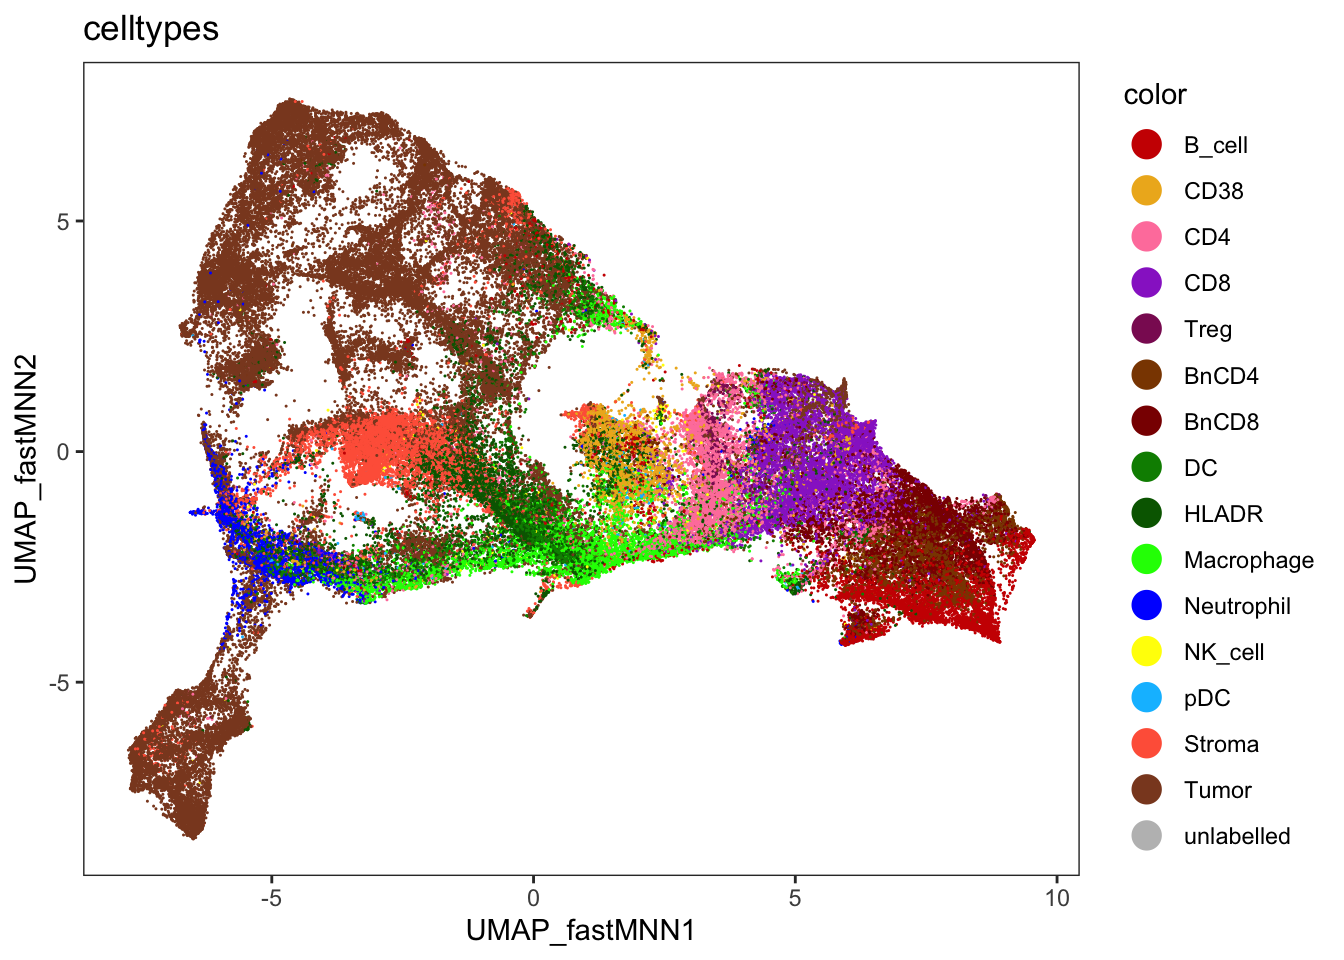 celltypes
UMAP_fastMNN2
5
0
-5
-5
0
5
10
UMAP_fastMNN1
color
B_cell
CD38
CD4
CD8
Treg
BnCD4
BnCD8
DC
HLADR
Macrophage
Neutrophil
NK_cell
pDC
Stroma
Tumor
unlabelled